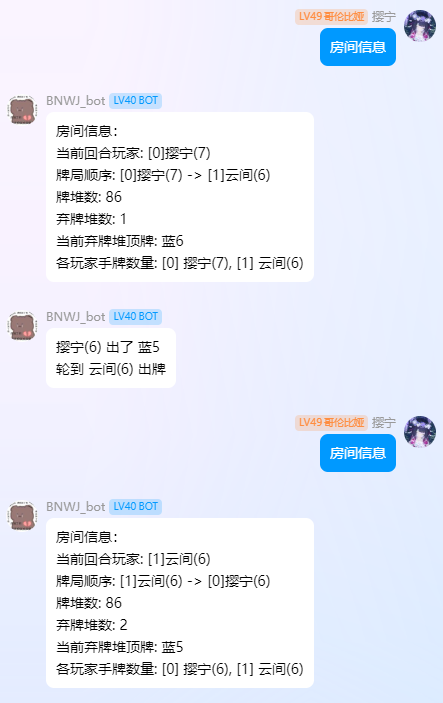 LV49 哥伦比娅 撄宁
房间信息
BNWJ_bot LV40 BOT
房间信息:
当前回合玩家: [0]撄宁(7)
牌局顺序: [0]撄宁(7) -> [1]云间(6)
牌堆数: 86
弃牌堆数: 1
当前弃牌堆顶牌: 蓝6
各玩家手牌数量: [0] 撄宁(7), [1] 云间(6)
BNWJ_bot LV40 BOT
撄宁(6) 出了 蓝5
轮到 云间(6) 出牌
LV49 哥伦比娅 撄宁
房间信息
BNWJ_bot LV40 BOT
房间信息:
当前回合玩家: [1]云间(6)
牌局顺序: [1]云间(6) -> [0]撄宁(6)
牌堆数: 86
弃牌堆数: 2
当前弃牌堆顶牌: 蓝5
各玩家手牌数量: [0] 撄宁(6), [1] 云间(6)